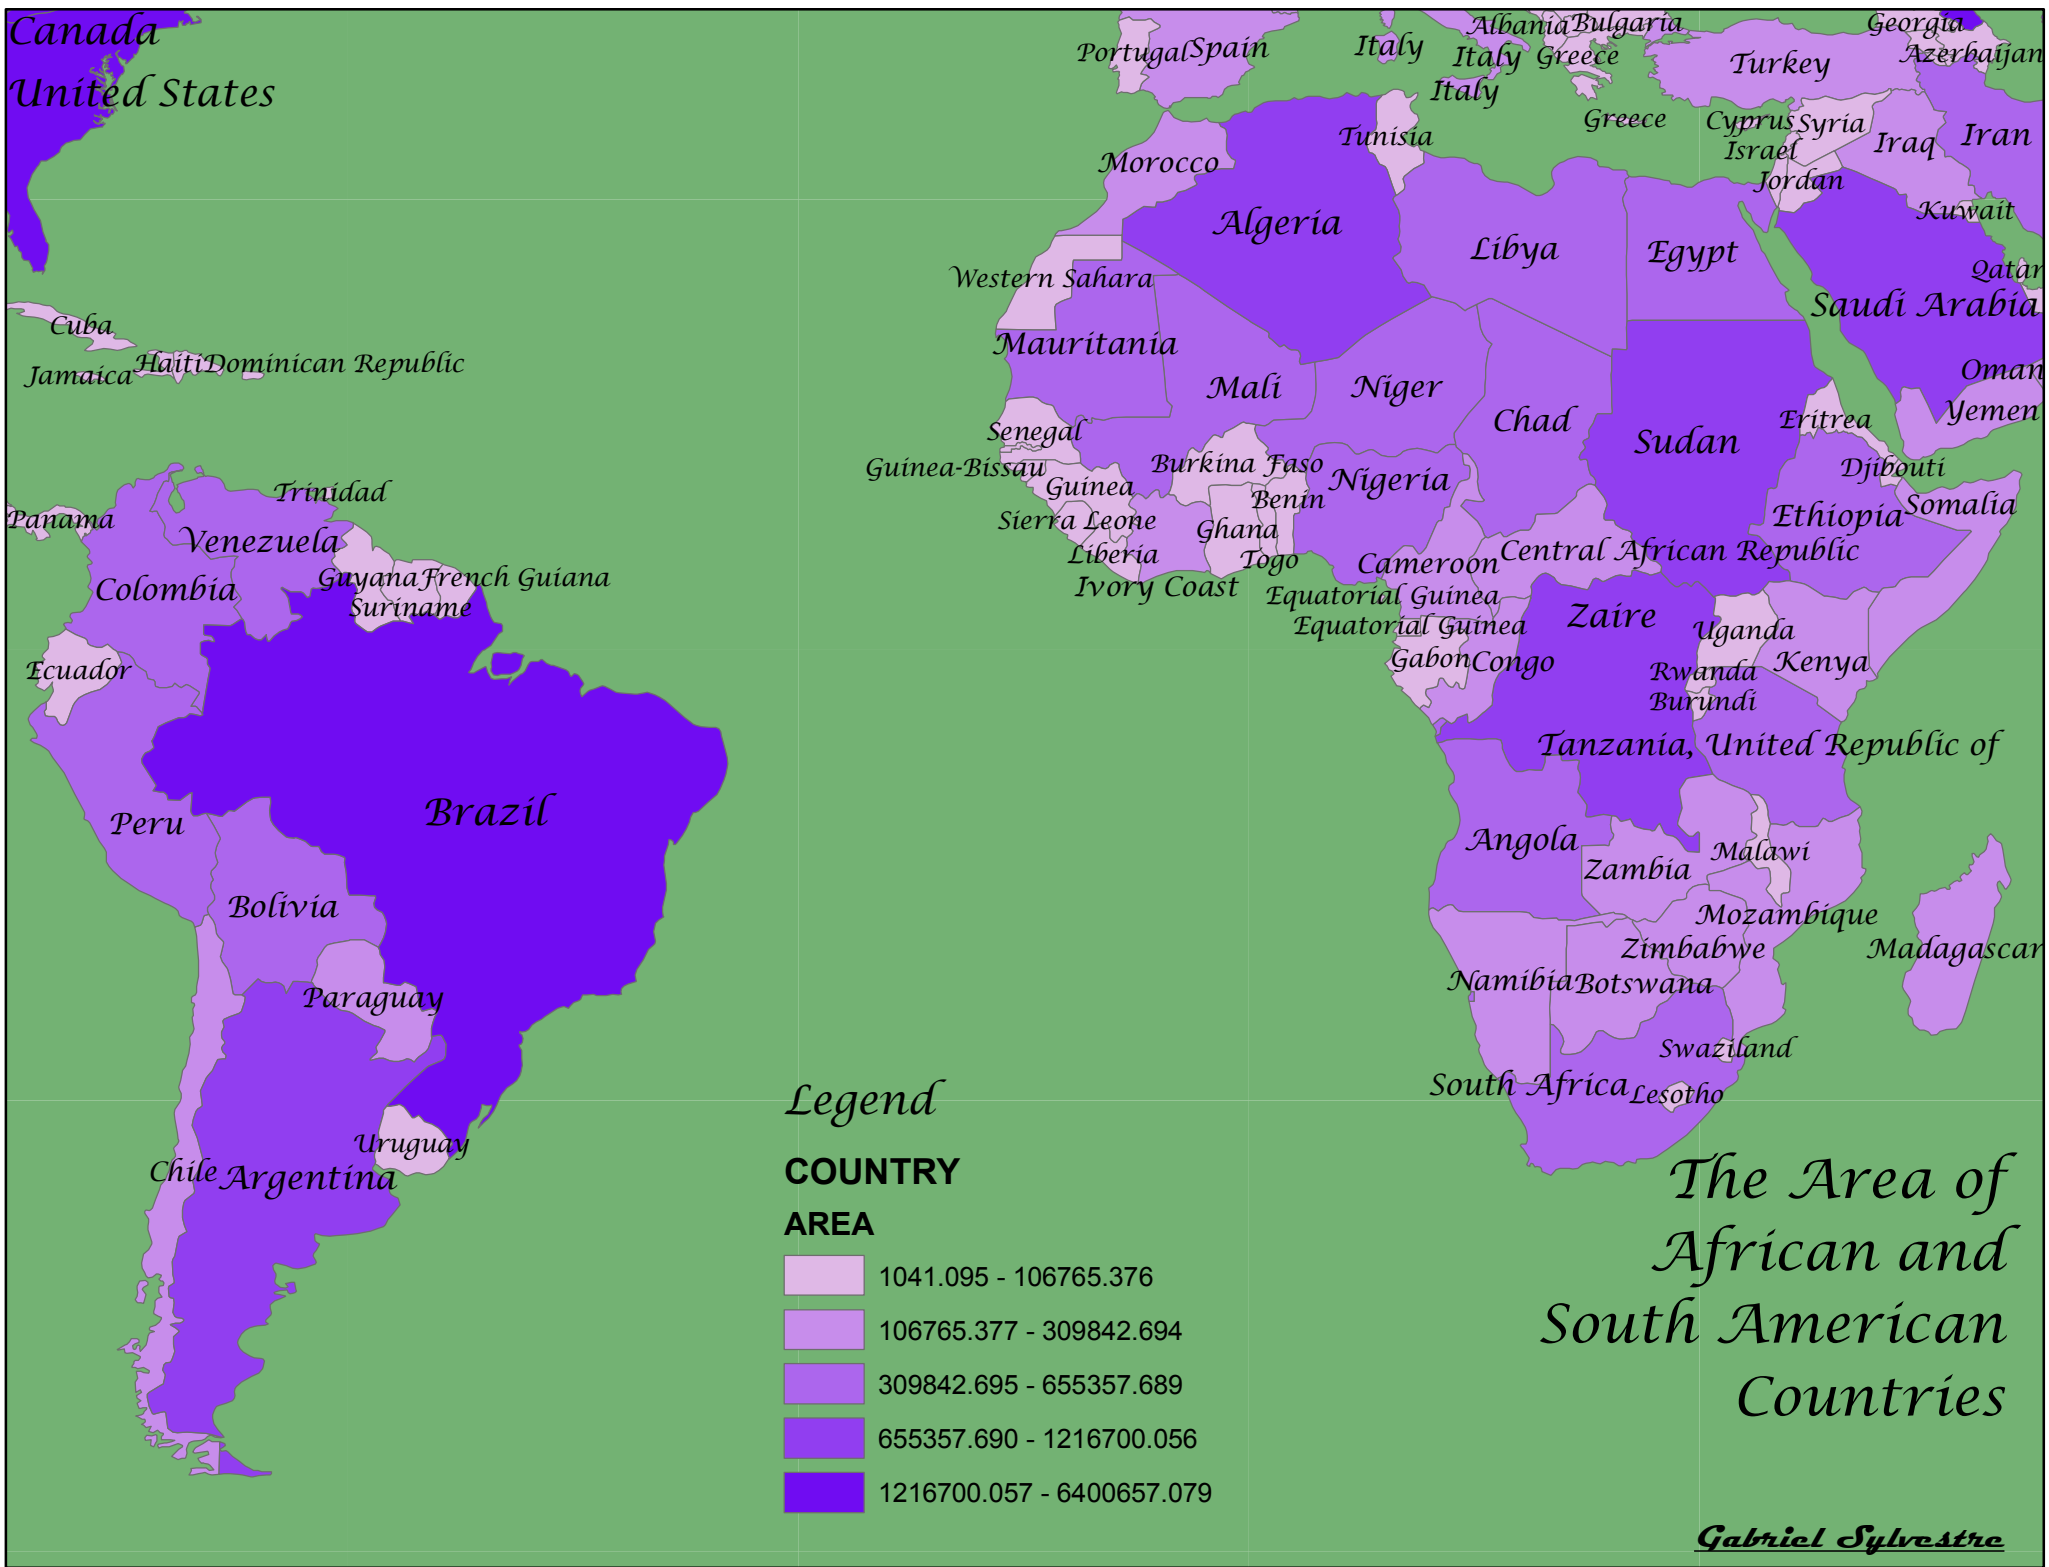 Canada
United States
Portugal
Spain
Italy
Italy
Italy
Albania
Bulgaria
Greece
Greece
Turkey
Georgia
Azerbaijan
Cyprus
Syria
Israel
Jordan
Iraq
Iran
Kuwait
Qatar
Saudi Arabia
Oman
Yemen
Morocco
Algeria
Tunisia
Libya
Egypt
Western Sahara
Mauritania
Mali
Niger
Chad
Sudan
Eritrea
Djibouti
Ethiopia
Somalia
Senegal
Guinea-Bissau
Guinea
Sierra Leone
Liberia
Ivory Coast
Burkina Faso
Ghana
Togo
Benin
Nigeria
Cameroon
Central African Republic
Equatorial Guinea
Equatorial Guinea
Gabon
Congo
Zaire
Uganda
Kenya
Rwanda
Burundi
Tanzania, United Republic of
Angola
Zambia
Malawi
Mozambique
Zimbabwe
Namibia
Botswana
Madagascar
Swaziland
South Africa
Lesotho
Cuba
Jamaica
Haiti
Dominican Republic
Trinidad
Panama
Venezuela
Colombia
Guyana
French Guiana
Suriname
Ecuador
Peru
Brazil
Bolivia
Paraguay
Uruguay
Chile
Argentina
Legend
COUNTRY
AREA
1041.095 - 106765.376
106765.377 - 309842.694
309842.695 - 655357.689
655357.690 - 1216700.056
1216700.057 - 6400657.079
The Area of
African and
South American
Countries
Gabriel Sylvestre